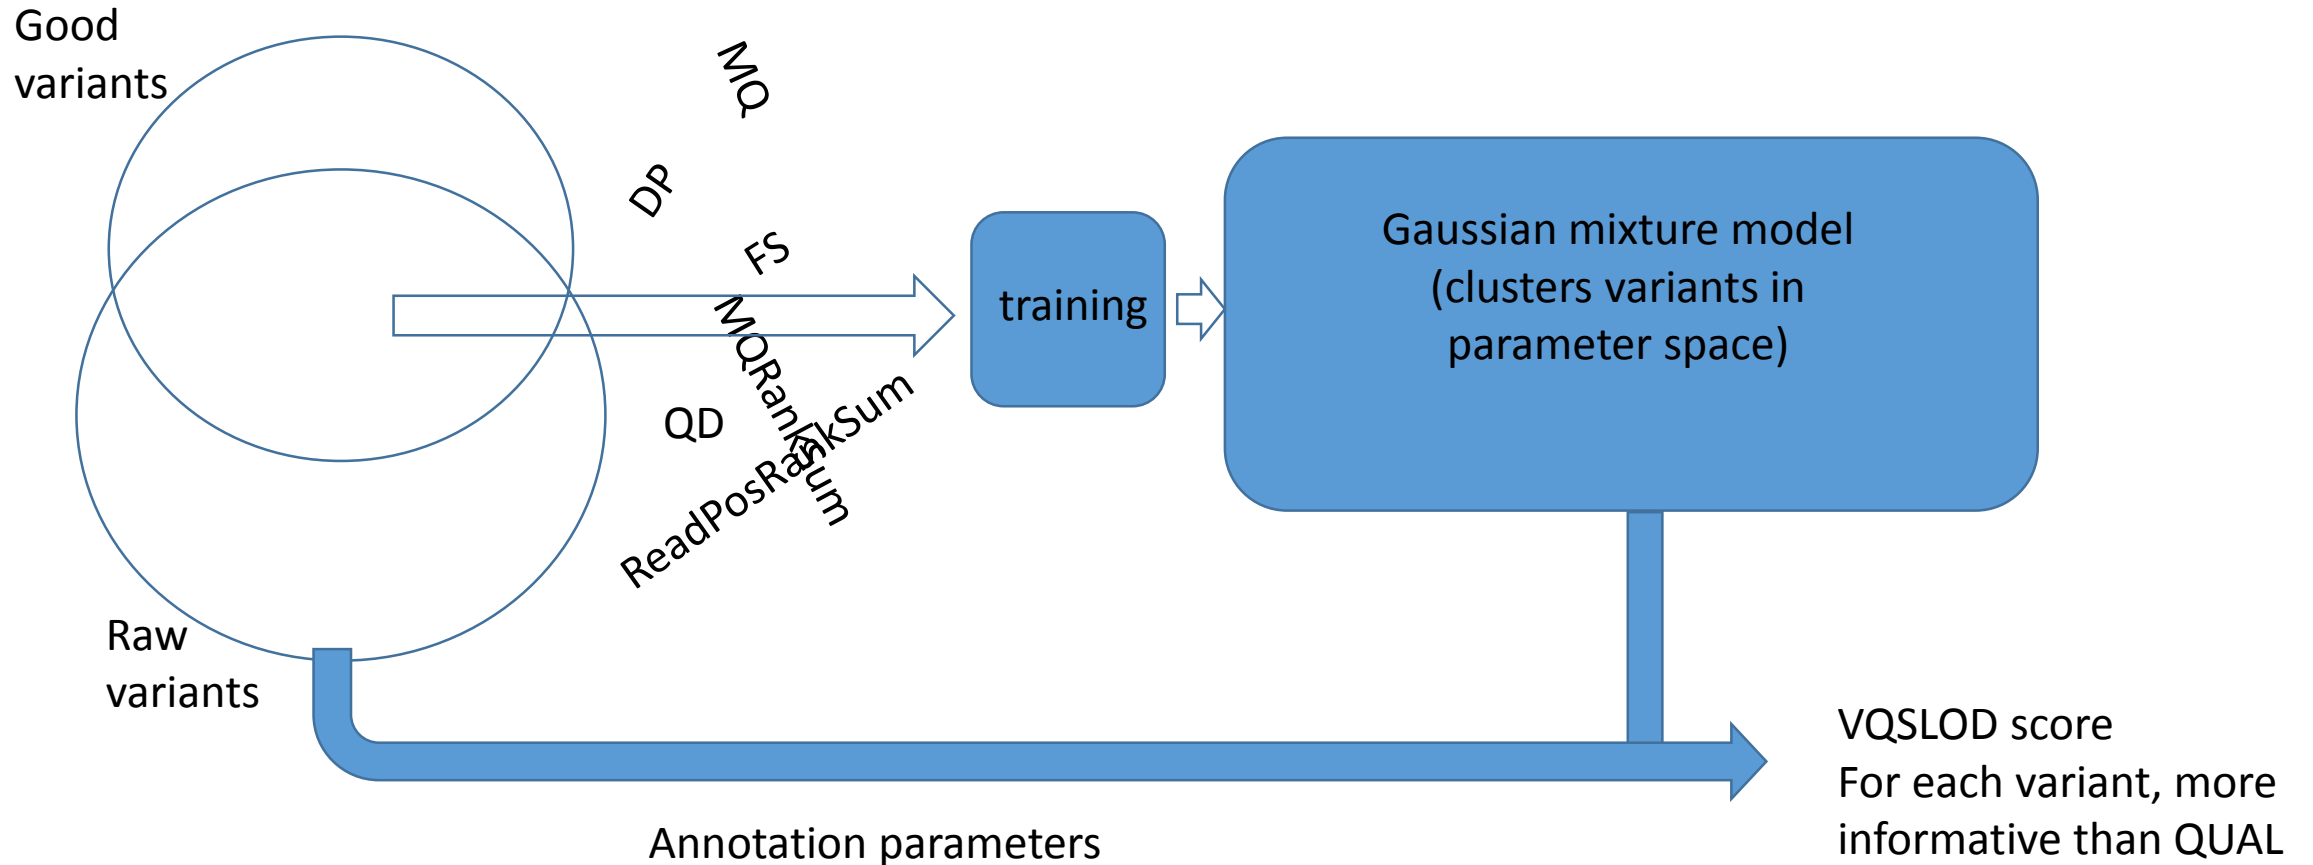 Good
variants
MQ
DP
FS
MQRankSum
QD
ReadPosRankSum
training
Gaussian mixture model
(clusters variants in
parameter space)
Raw
variants
VQSLOD score
For each variant, more
informative than QUAL
Annotation parameters